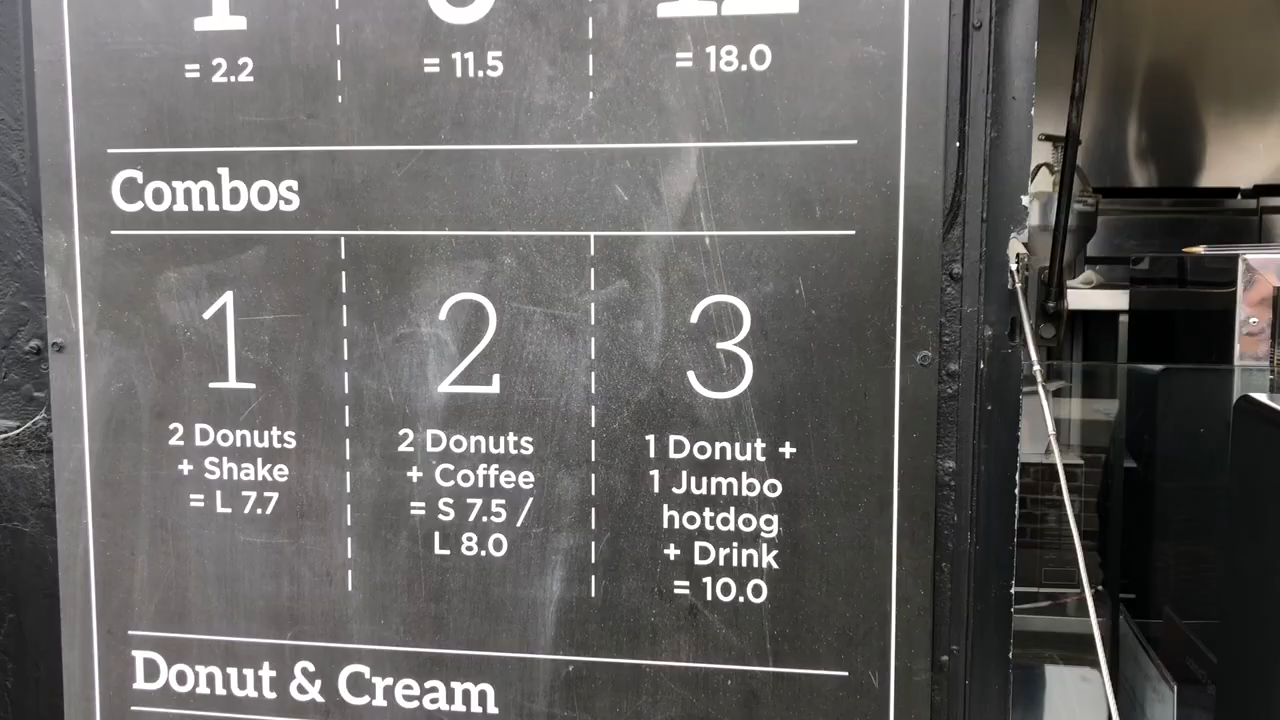 = 2.2
= 11.5
= 18.0
Combos
1
2 Donuts
+ Shake
= L 7.7
2
2 Donuts
+ Coffee
= S 7.5 /
L 8.0
3
1 Donut +
1 Jumbo
hotdog
+ Drink
= 10.0
Donut & Cream